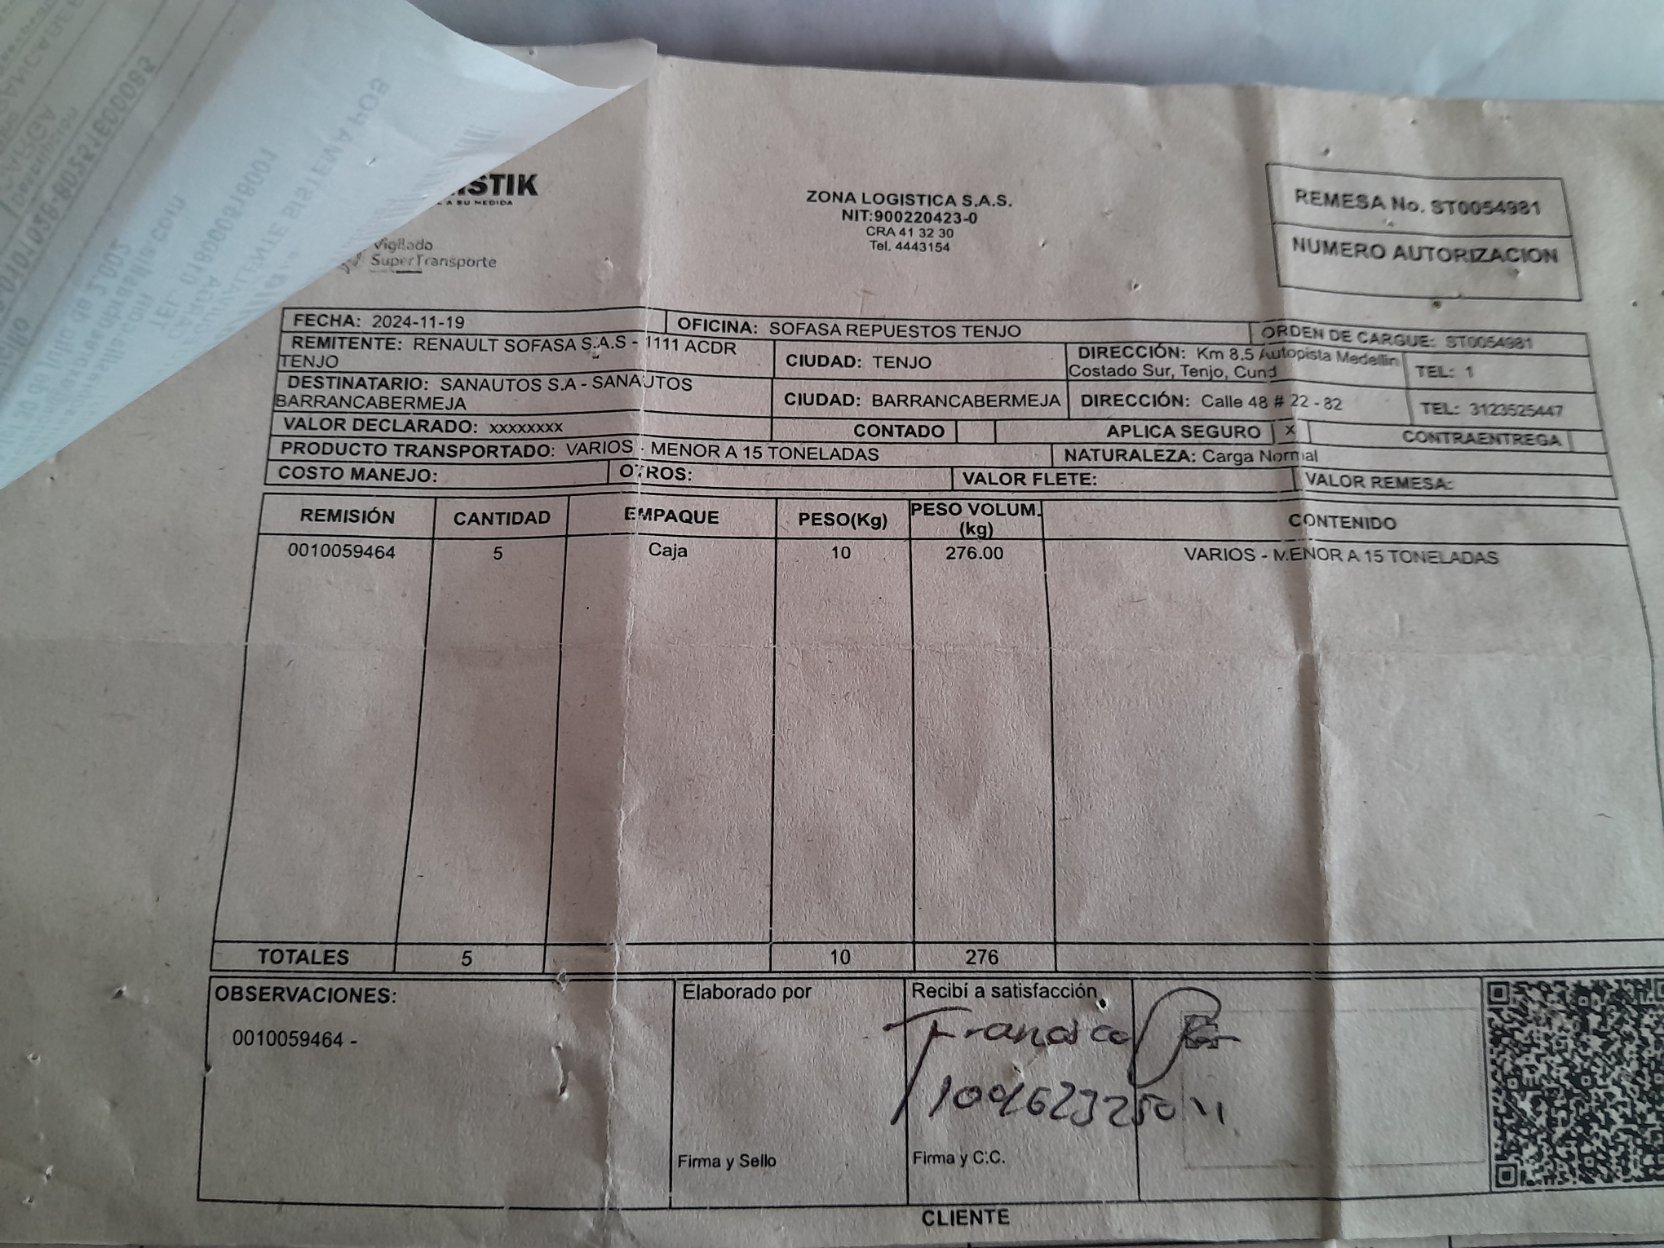 ISTIK
A SU MEDIDA
Vigilado
SuperTransporte
ZONA LOGISTICA S.A.S.
NIT:900220423-0
CRA 41 32 30
Tel. 4443154
REMESA No. ST0054981
NUMERO AUTORIZACION
FECHA: 2024-11-19 OFICINA: SOFASA REPUESTOS TENJO ORDEN DE CARGUE: ST0054981
REMITENTE: RENAULT SOFASA S.A.S - 1111 ACDR
TENJO
CIUDAD: TENJO
DIRECCIÓN: Km 8.5 Autopista Medellin
Costado Sur, Tenjo, Cund
TEL: 1
DESTINATARIO: SANAUTOS S.A - SANAUTOS
BARRANCABERMEJA
CIUDAD: BARRANCABERMEJA
DIRECCIÓN: Calle 48 # 22 - 82
TEL: 3123525447
VALOR DECLARADO: xxxxxxxx CONTADO APLICA SEGURO X CONTRAENTREGA
PRODUCTO TRANSPORTADO: VARIOS - MENOR A 15 TONELADAS NATURALEZA: Carga Normal
COSTO MANEJO: OTROS: VALOR FLETE: VALOR REMESA:
REMISIÓN CANTIDAD EMPAQUE PESO(Kg) PESO VOLUM. (kg) CONTENIDO
0010059464 5 Caja 10 276.00 VARIOS - MENOR A 15 TONELADAS
TOTALES 5 10 276
OBSERVACIONES:
0010059464 -
Elaborado por
Firma y Sello
Recibí a satisfacción
Francisco
Firma y C.C.
CLIENTE